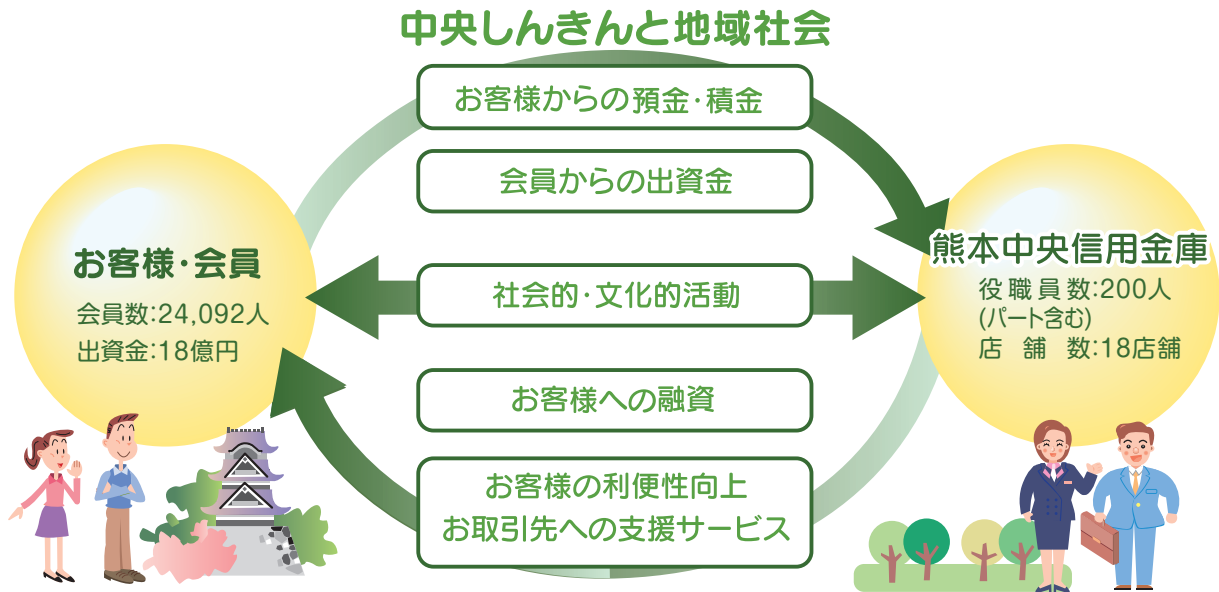 中央しんきんと地域社会
お客様からの預金・積金
会員からの出資金
社会的・文化的活動
お客様への融資
お客様の利便性向上
お取引先への支援サービス
お客様・会員
会員数:24,092人
出資金:18億円
熊本中央信用金庫
役職員数:200人
(パート含む)
店舗数:18店舗